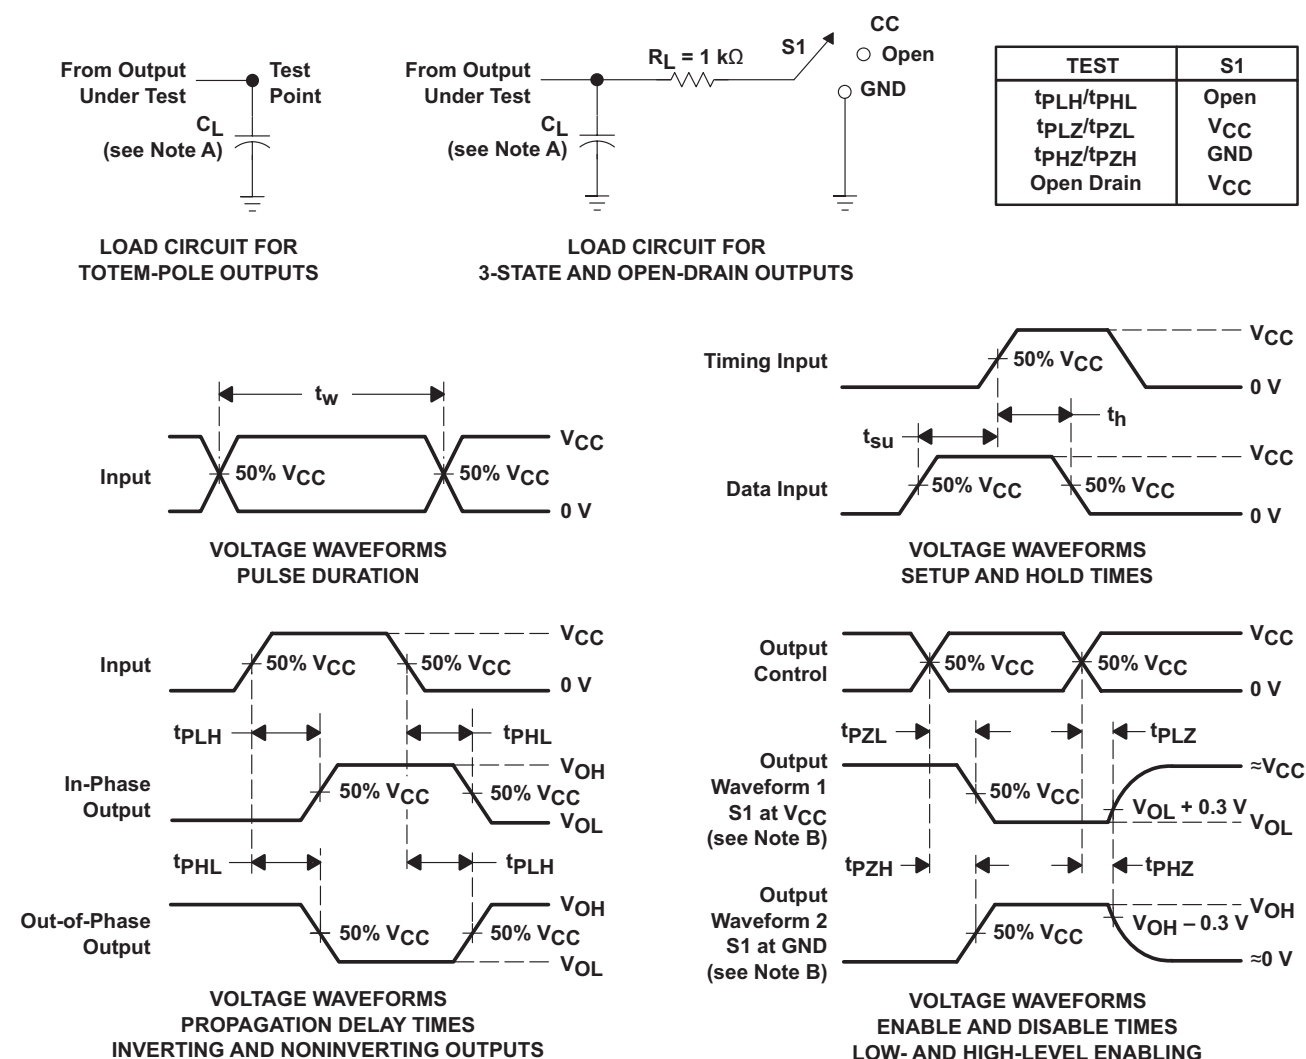 From Output
Under Test
Test
Point
CL
(see Note A)
LOAD CIRCUIT FOR
TOTEM-POLE OUTPUTS
From Output
Under Test
RL = 1 kΩ
S1
CC
Open
GND
CL
(see Note A)
LOAD CIRCUIT FOR
3-STATE AND OPEN-DRAIN OUTPUTS
TEST S1
tPLH/tPHL Open
tPLZ/tPZL VCC
tPHZ/tPZH GND
Open Drain VCC
tw
Input
50% VCC
50% VCC
VCC
0 V
VOLTAGE WAVEFORMS
PULSE DURATION
Timing Input
50% VCC
VCC
0 V
th
tsu
Data Input
50% VCC
50% VCC
VCC
0 V
VOLTAGE WAVEFORMS
SETUP AND HOLD TIMES
Input
50% VCC
50% VCC
VCC
0 V
tPLH
tPHL
In-Phase
Output
50% VCC
50% VCC
VOH
VOL
tPHL
tPLH
Out-of-Phase
Output
50% VCC
50% VCC
VOH
VOL
VOLTAGE WAVEFORMS
PROPAGATION DELAY TIMES
INVERTING AND NONINVERTING OUTPUTS
Output
Control
50% VCC
50% VCC
VCC
0 V
tPZL
tPLZ
Output
Waveform 1
S1 at VCC
(see Note B)
50% VCC
VOL + 0.3 V
≈VCC
VOL
tPZH
tPHZ
Output
Waveform 2
S1 at GND
(see Note B)
50% VCC
VOH – 0.3 V
VOH
≈0 V
VOLTAGE WAVEFORMS
ENABLE AND DISABLE TIMES
LOW- AND HIGH-LEVEL ENABLING